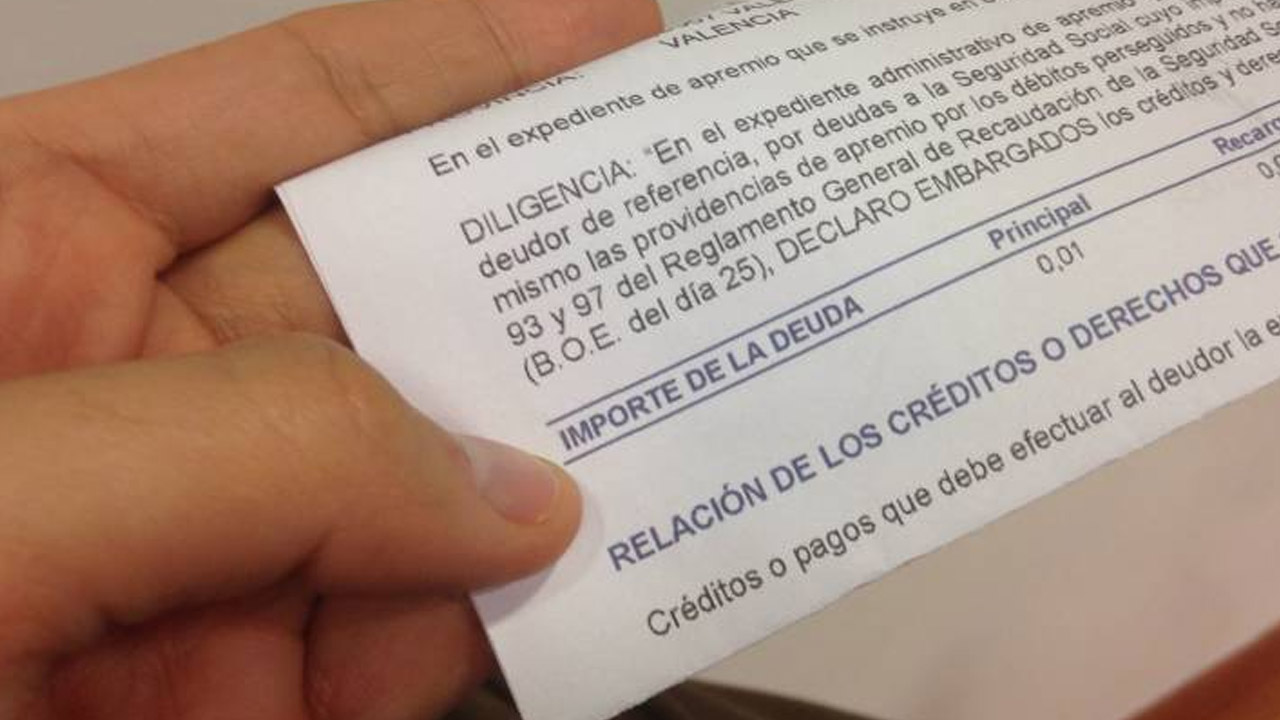 VALENCIA
En el expediente de apremio que se instruye en
DILIGENCIA: "En el expediente administrativo de apremio
deudor de referencia, por deudas a la Seguridad Social cuyo
mismo las providencias de apremio por los débitos perseguidos y no
93 y 97 del Reglamento General de Recaudación de la Seguridad
(B.O.E. del día 25), DECLARO EMBARGADOS los créditos y
IMPORTE DE LA DEUDA Principal
0,01
RELACIÓN DE LOS CRÉDITOS O DERECHOS QUE
Créditos o pagos que debe efectuar al deudor la